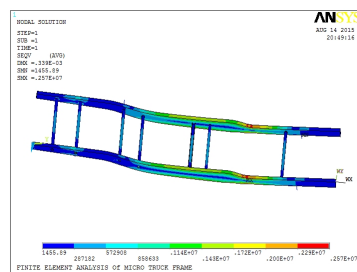 1
NODAL SOLUTION
ANSYS
AUG 14 2015
20:49:16
STEP=1
SUB =1
TIME=1
SEQV (AVG)
DMX =.339E-03
SMN =1455.89
SMX =.257E+07
MX
1455.89 572908 .114E+07 .172E+07 .229E+07
287182 858633 .143E+07 .200E+07 .257E+07
FINITE ELEMENT ANALYSIS OF MICRO TRUCK FRAME